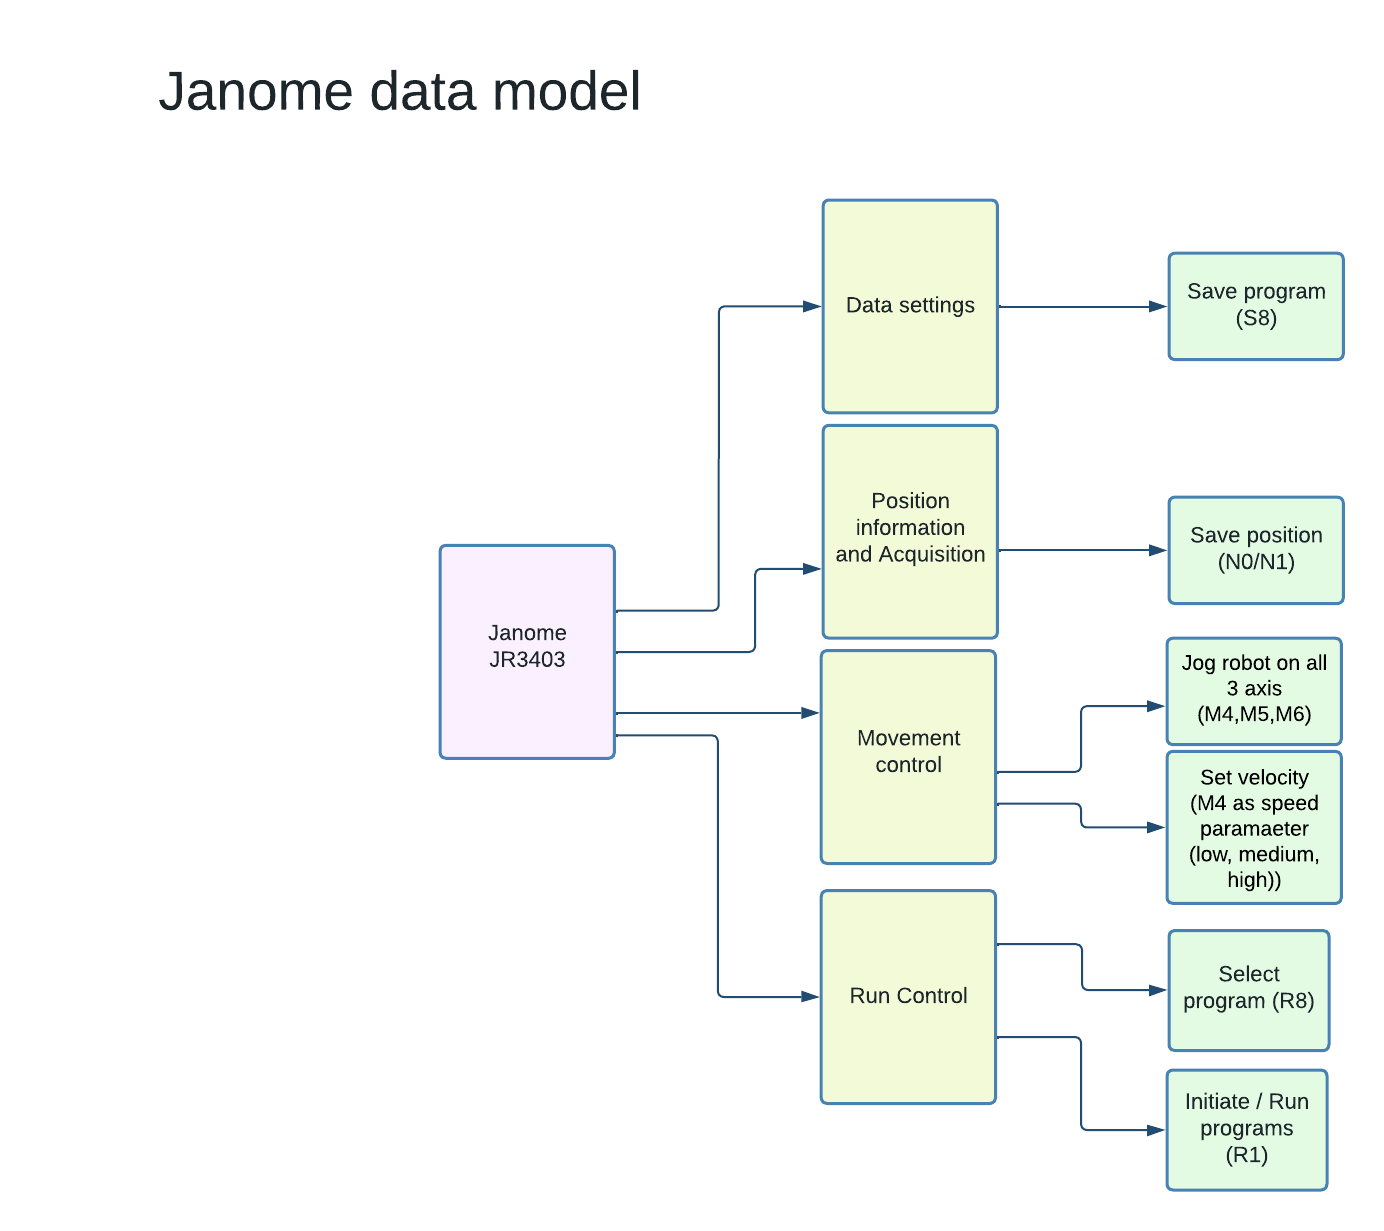 Janome data model
Janome
JR3403
Data settings
Save program
(S8)
Position
information
and Acquisition
Save position
(N0/N1)
Movement
control
Jog robot on all
3 axis
(M4,M5,M6)
Set velocity
(M4 as speed
paramaeter
(low, medium,
high))
Run Control
Select
program (R8)
Initiate / Run
programs
(R1)